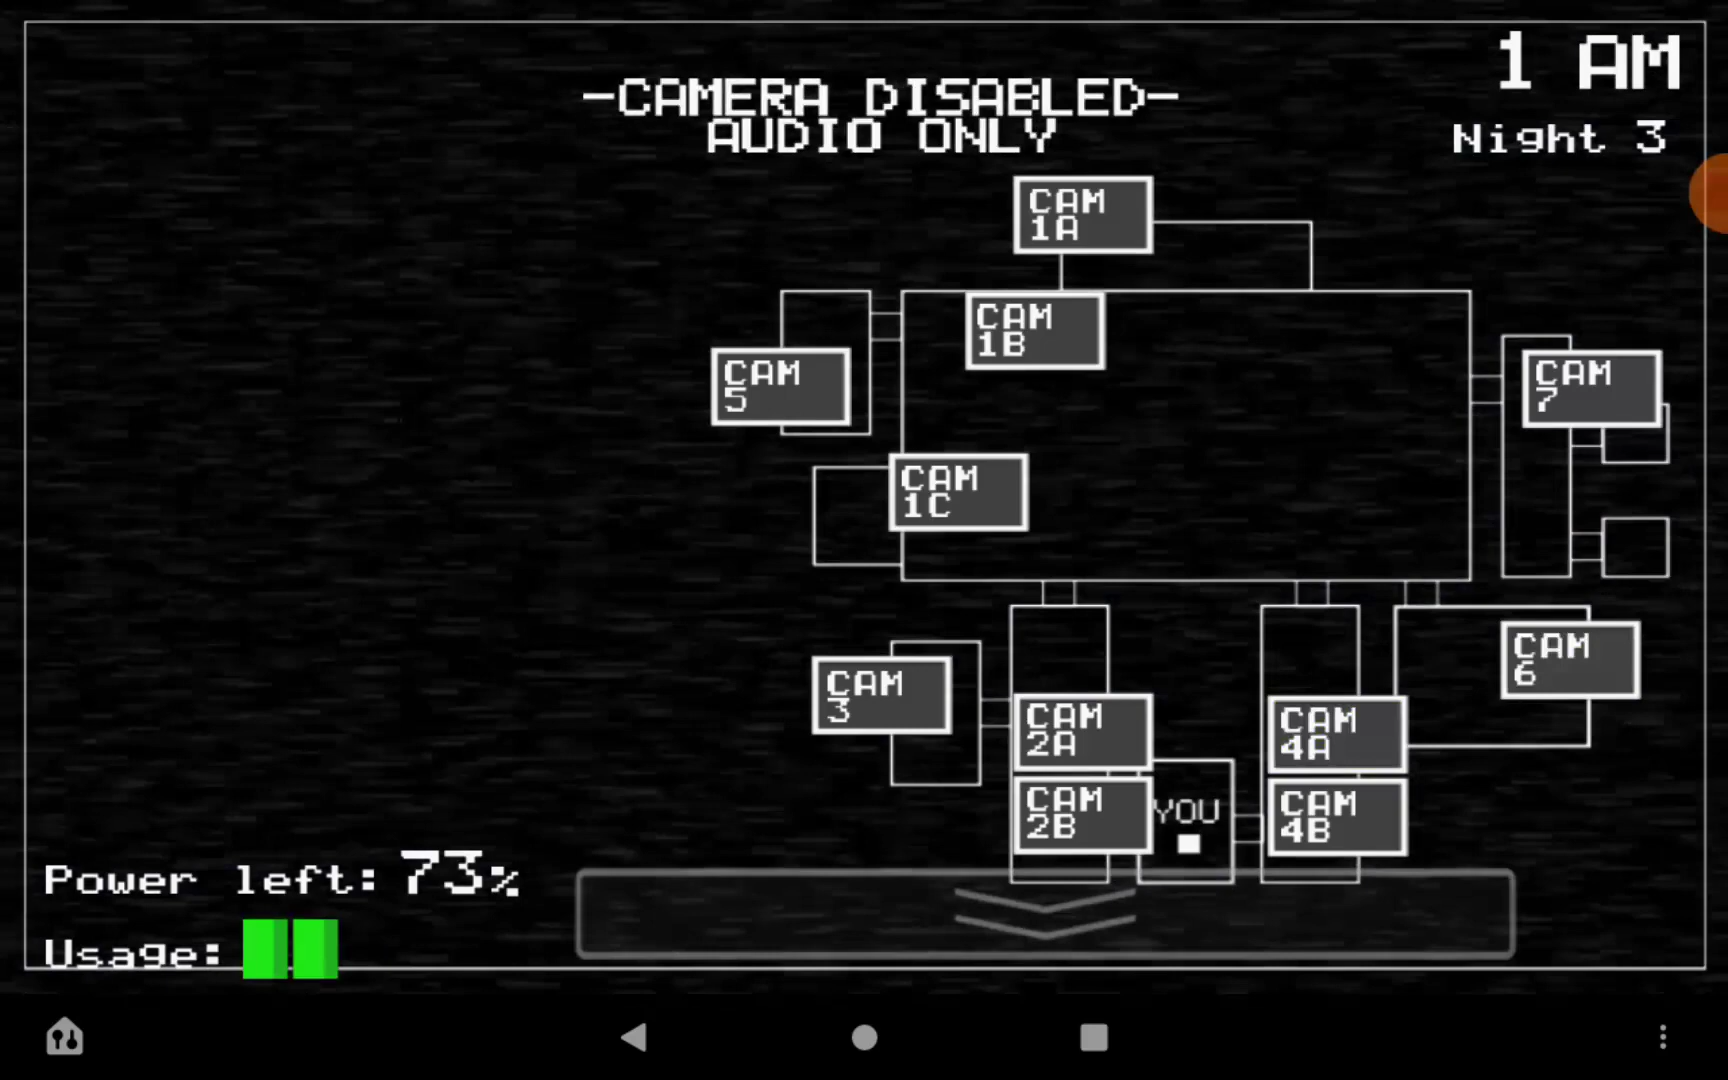 1 AM
-CAMERA DISABLED-
AUDIO ONLY
Night 3
CAM
1A
CAM
1B
CAM
5
CAM
7
CAM
1C
CAM
6
CAM
3
CAM
2A
CAM
4A
CAM
2B
YOU
CAM
4B
Power left: 73%
Usage: